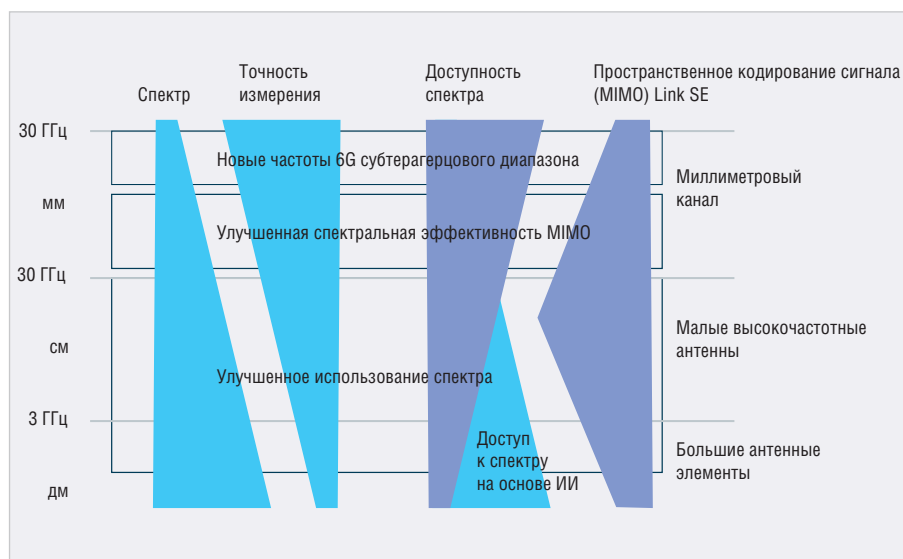 Спектр
Точность
измерения
Доступность
спектра
Пространственное кодирование сигнала
(MIMO) Link SE
30 ГГц
Новые частоты 6G субтерагерцового диапазона
Миллиметровый
канал
мм
Улучшенная спектральная эффективность MIMO
30 ГГц
Малые высокочастотные
антенны
см
Улучшенное использование спектра
3 ГГц
Доступ
к спектру
на основе ИИ
Большие антенные
элементы
дм